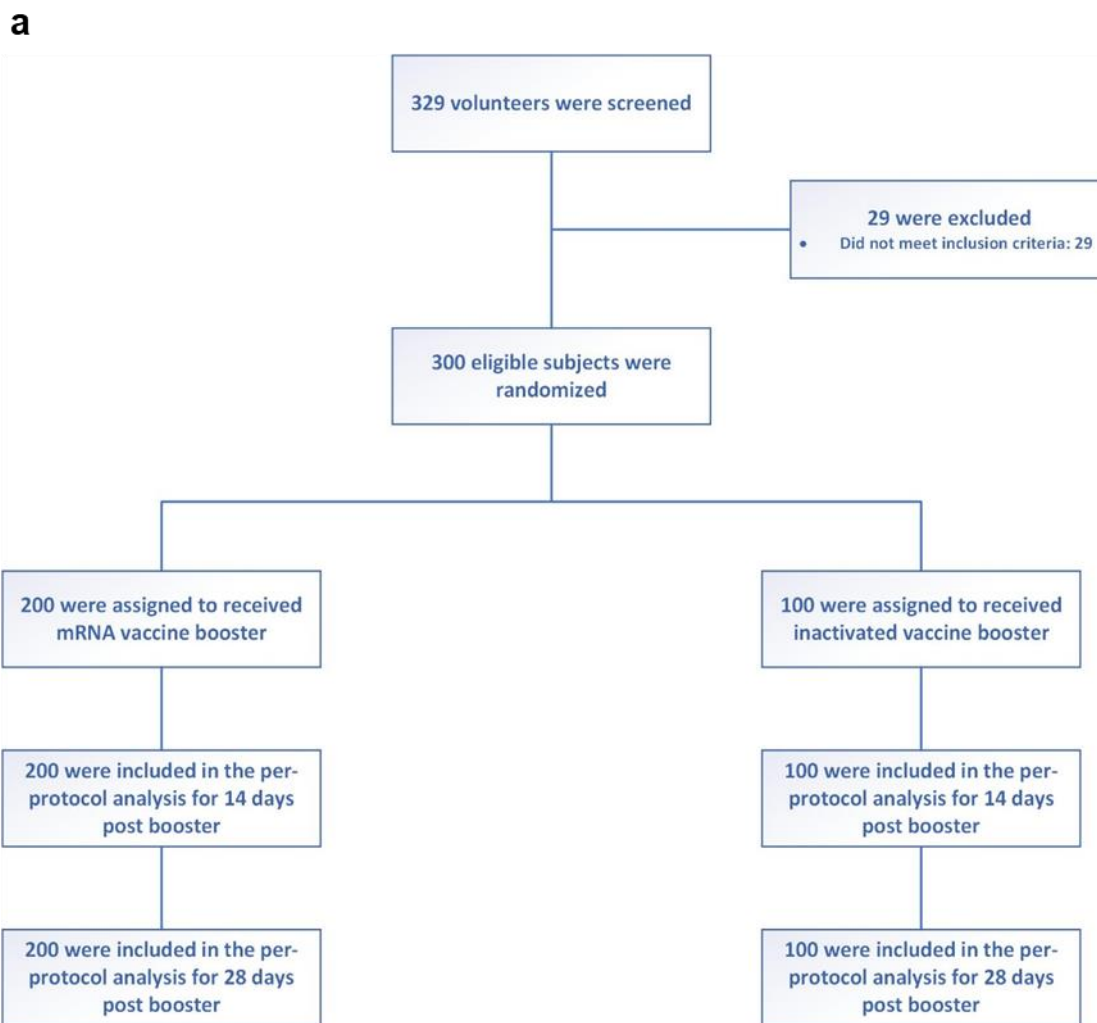 a
329 volunteers were screened
29 were excluded
• Did not meet inclusion criteria: 29
300 eligible subjects were
randomized
200 were assigned to received
mRNA vaccine booster
100 were assigned to received
inactivated vaccine booster
200 were included in the per-
protocol analysis for 14 days
post booster
100 were included in the per-
protocol analysis for 14 days
post booster
200 were included in the per-
protocol analysis for 28 days
post booster
100 were included in the per-
protocol analysis for 28 days
post booster